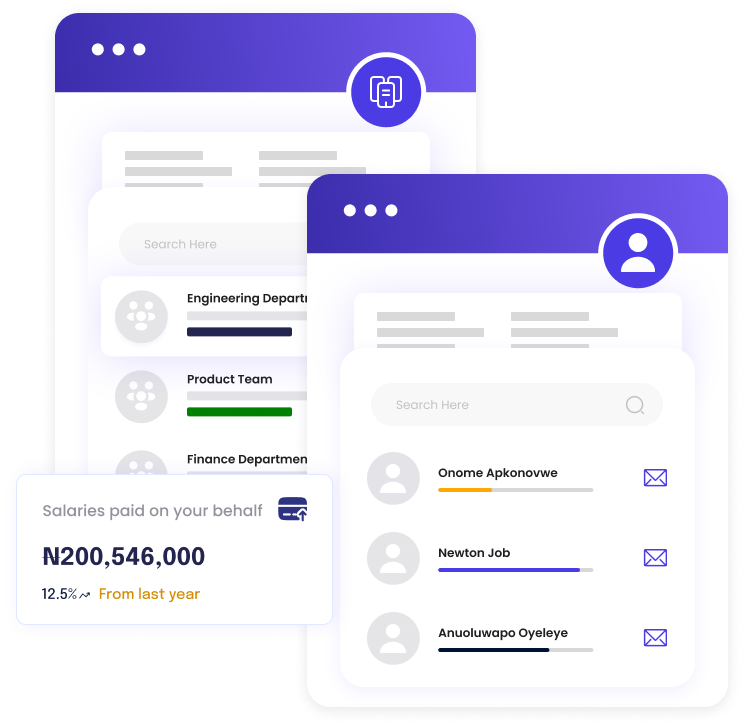 Search Here
Engineering Departm
Product Team
Finance Departmen
Salaries paid on your behalf
₦200,546,000
12.5% From last year
Search Here
Onome Apkonovwe
Newton Job
Anuoluwapo Oyeleye